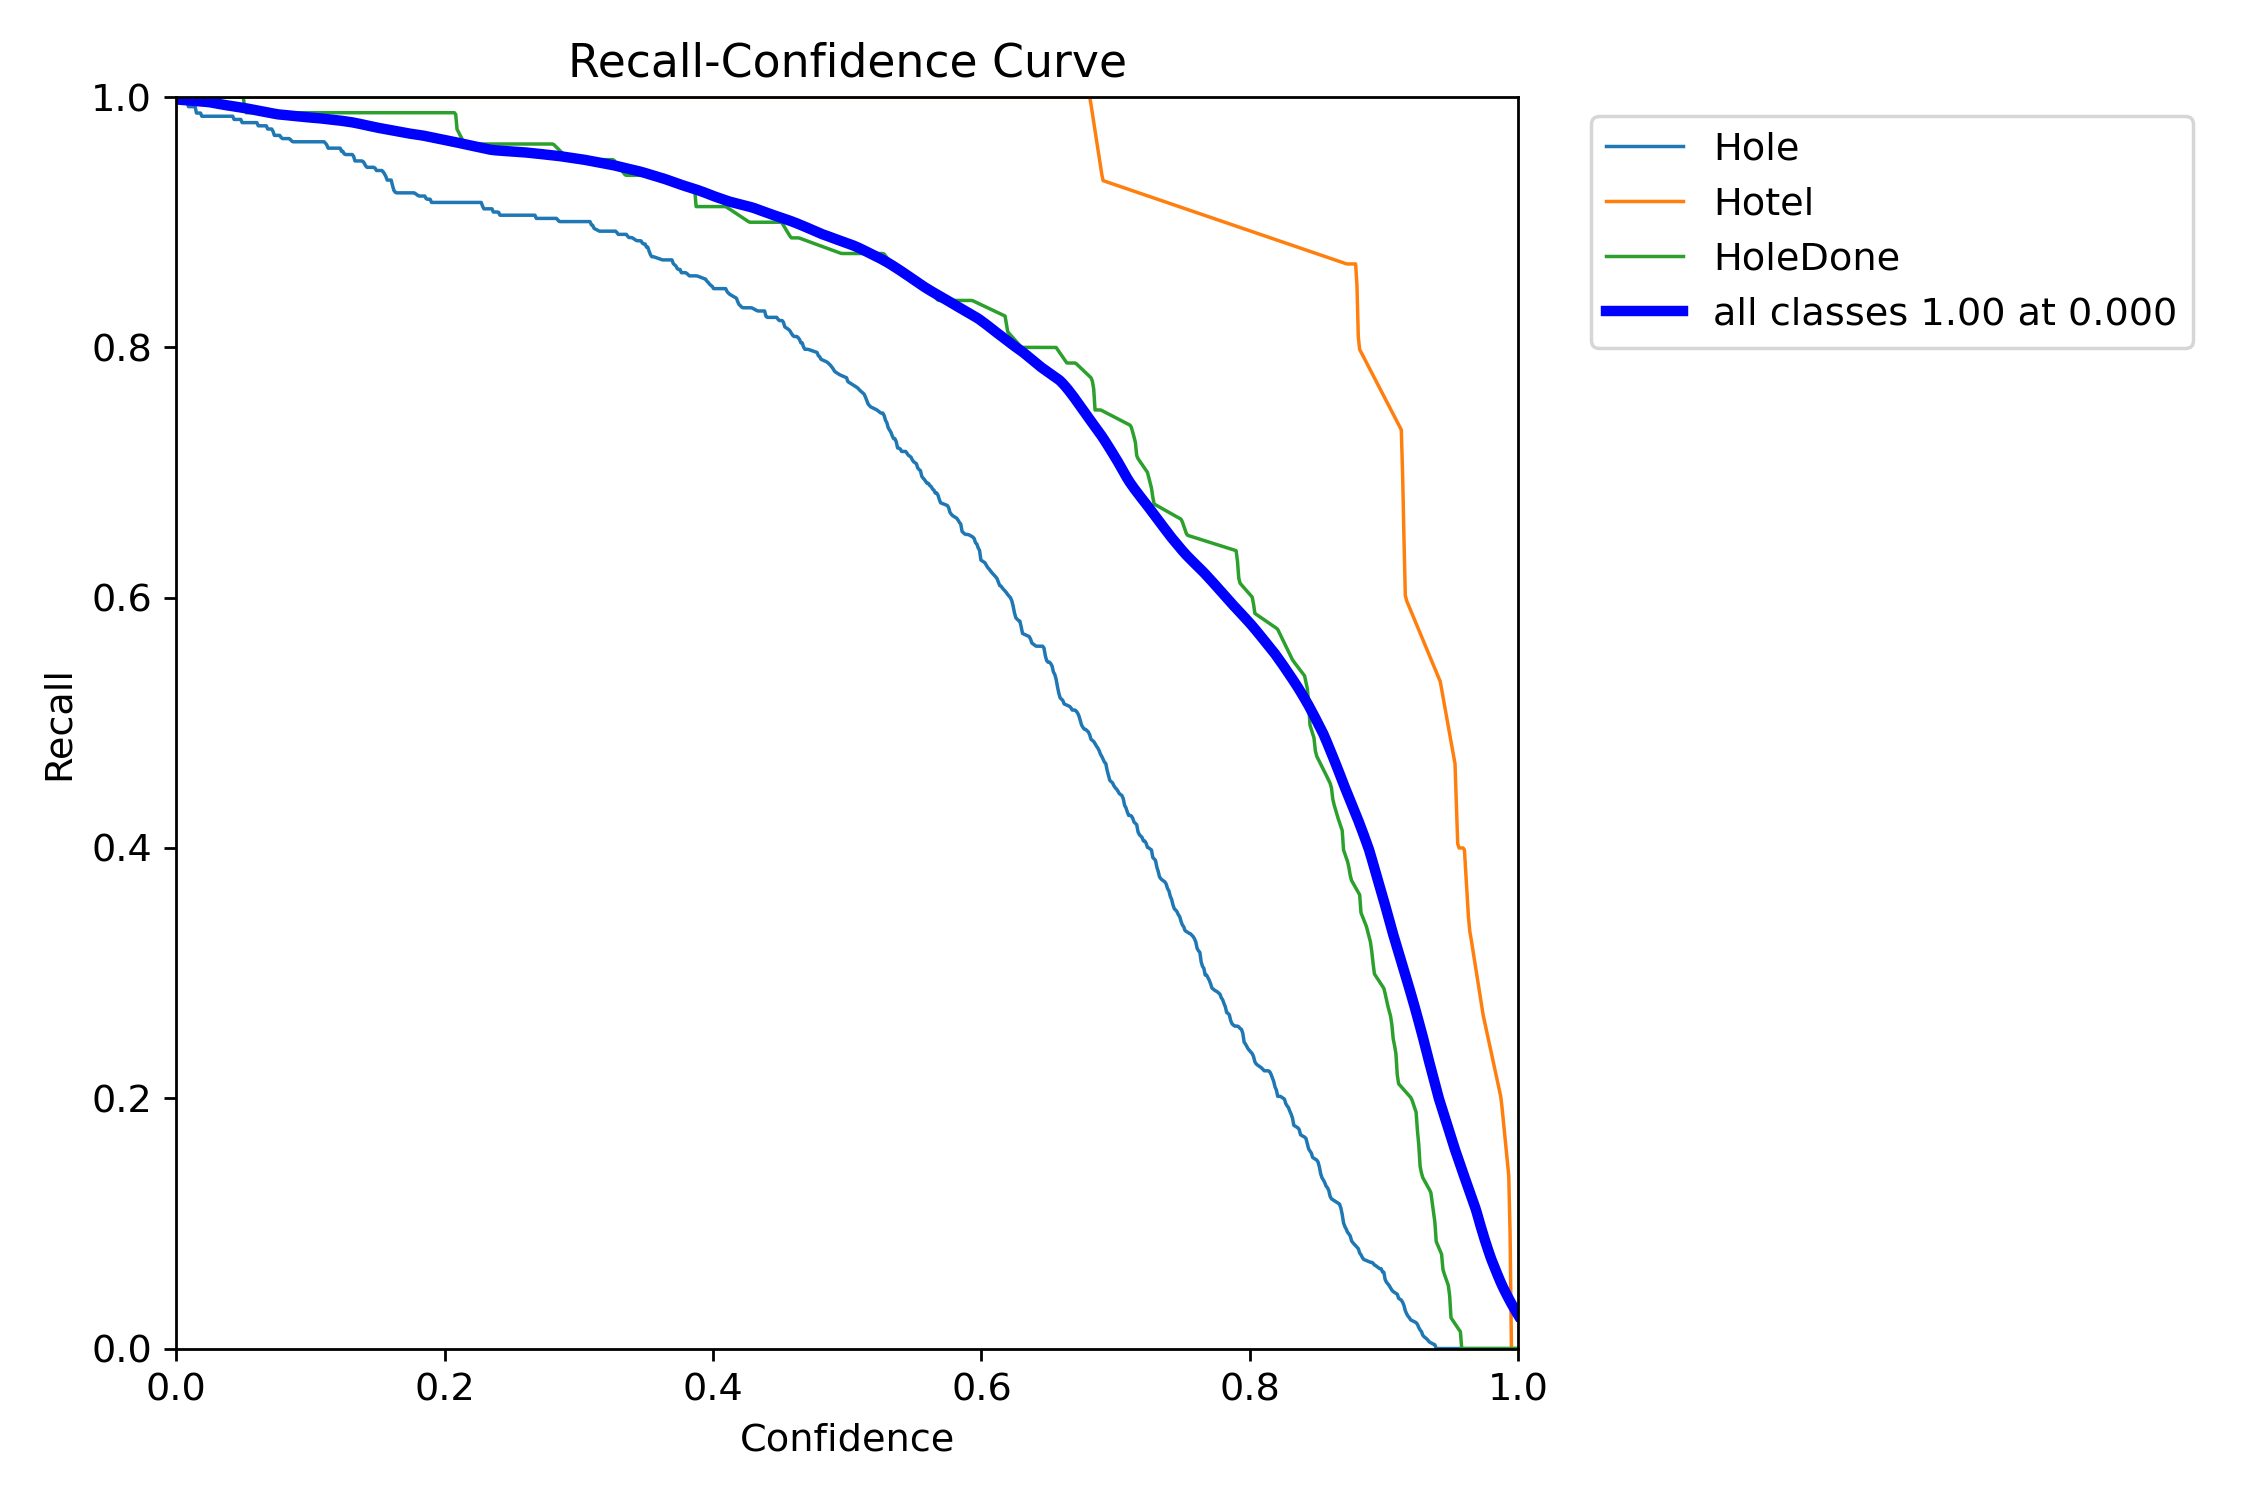 Recall-Confidence Curve
1.0
0.8
0.6
0.4
0.2
0.0
Recall
0.0 0.2 0.4 0.6 0.8 1.0
Confidence
Hole
Hotel
HoleDone
all classes 1.00 at 0.000